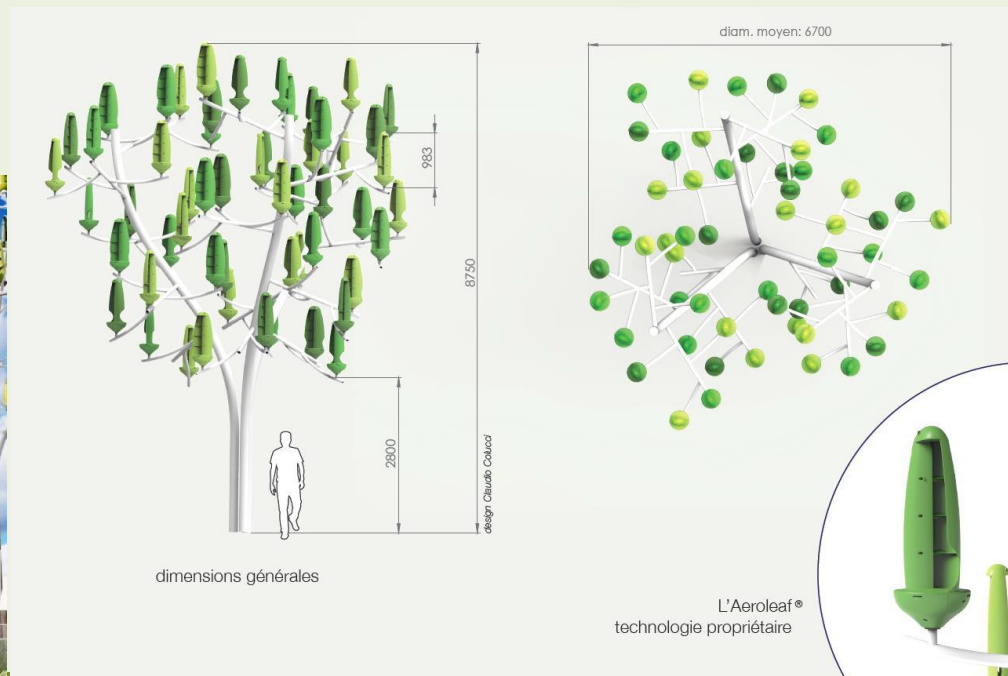 diam. moyen: 6700
983
8750
2800
design Claudio Colucci
dimensions générales
L'Aeroleaf ®
technologie propriétaire